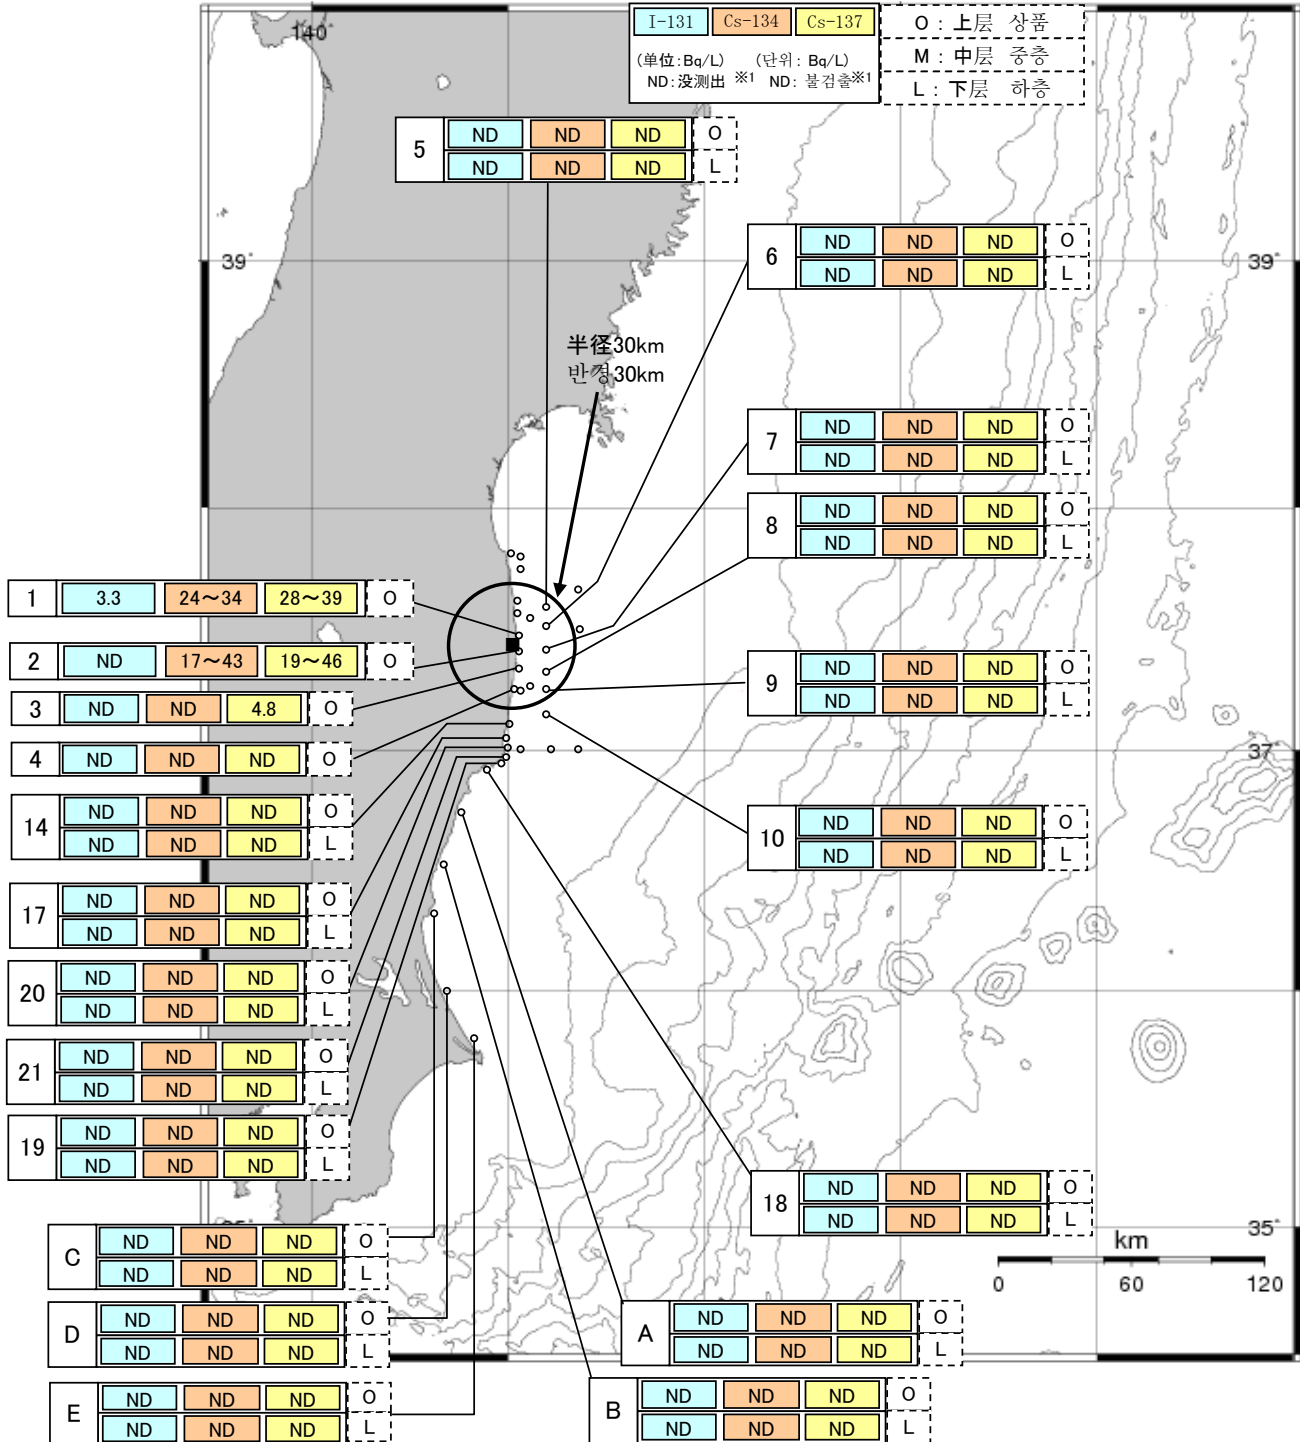 140°
I-131 Cs-134 Cs-137
(単位:Bq/L) (단위: Bq/L)
ND:没測出 ※1 ND: 불검출※1
O : 上层 상품
M : 中层 중층
L : 下层 하층
5 ND ND ND O
ND ND ND L
6 ND ND ND O
ND ND ND L
39° 39°
半径30km
반경30km
7 ND ND ND O
ND ND ND L
8 ND ND ND O
ND ND ND L
1 3.3 24～34 28～39 O
2 ND 17～43 19～46 O
3 ND ND 4.8 O
4 ND ND ND O
9 ND ND ND O
ND ND ND L
37°
14 ND ND ND O
ND ND ND L
10 ND ND ND O
ND ND ND L
17 ND ND ND O
ND ND ND L
20 ND ND ND O
ND ND ND L
21 ND ND ND O
ND ND ND L
19 ND ND ND O
ND ND ND L
18 ND ND ND O
ND ND ND L
35°
km
0 60 120
C ND ND ND O
ND ND ND L
D ND ND ND O
ND ND ND L
A ND ND ND O
ND ND ND L
E ND ND ND O
ND ND ND L
B ND ND ND O
ND ND ND L